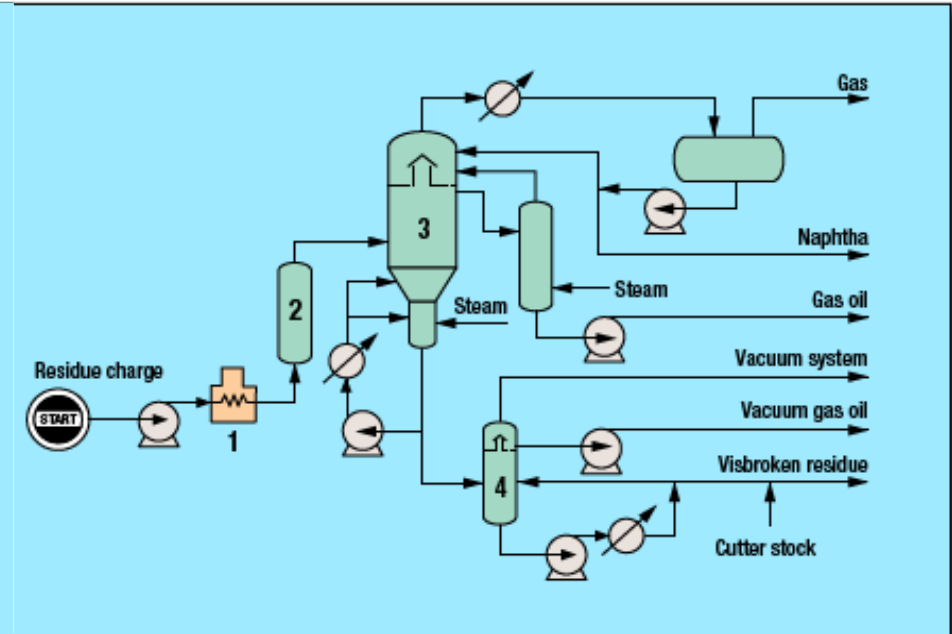 Gas
3
Naphtha
2
Steam
Steam
Gas oil
Residue charge
START
1
Vacuum system
Vacuum gas oil
Visbroken residue
4
Cutter stock